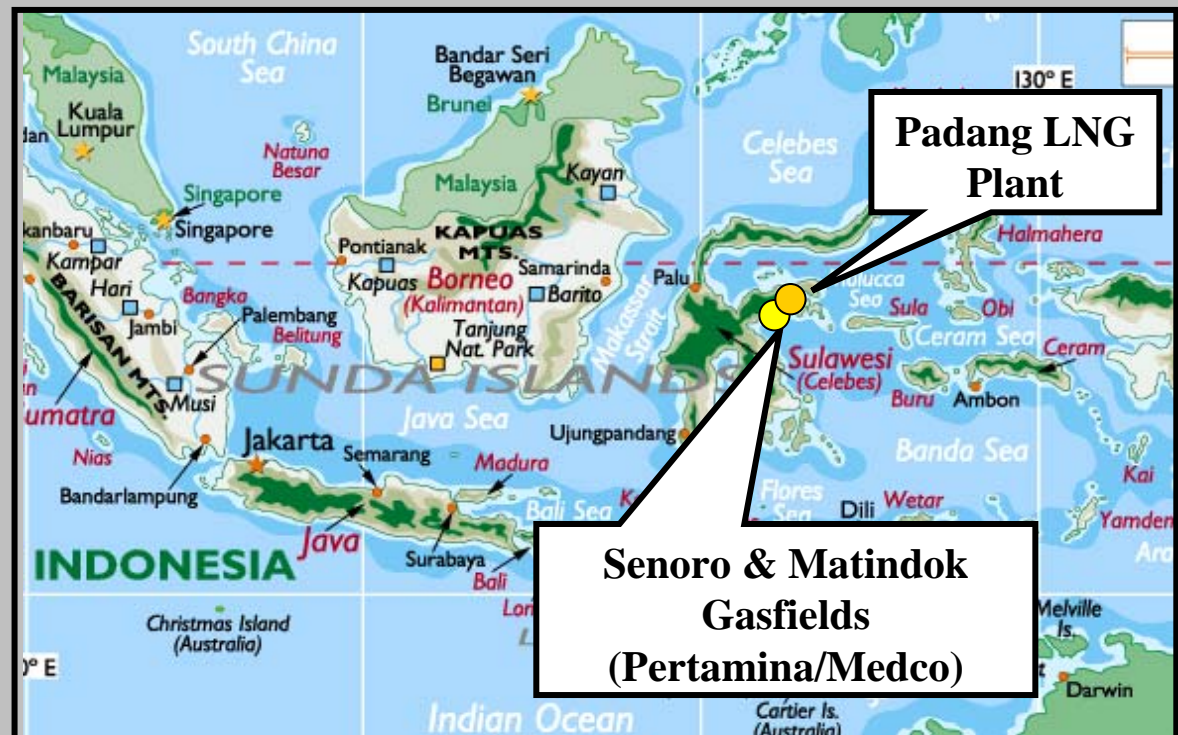 South China
Sea
Malaysia
Kuala
Lumpur
Natuna
Besar
Singapore
Singapore
Bandar Seri
Begawan
Brunei
Malaysia
Kayan
Celebes
Sea
130° E
Padang LNG
Plant
Halmahera
Kampar
Hari
Jambi
BARISAN MTS.
Bangka
Palembang
Belitung
Musi
Pontianak
Kapuas
KAPUAS
MTS.
Borneo
(Kalimantan)
Samarinda
Barito
Tanjung
Nat. Park
Makassar
Strait
Palu
Sea
Sula
Obi
Ceram Sea
Ceram
Sulawesi
(Celebes)
Buru
Ambon
SUNDA ISLANDS
Java Sea
Ujungpandang
Banda Sea
Kai
Nias
Jakarta
Semarang
Madura
Bandarlampung
Bali Sea
Flores
Sea
Dili
Wetar
INDONESIA
Java
Surabaya
Bali
Senoro & Matindok
Gasfields
(Pertamina/Medco)
Christmas Island
(Australia)
Melville
Is.
Darwin
Indian Ocean
Cartier Is.
(Australia)